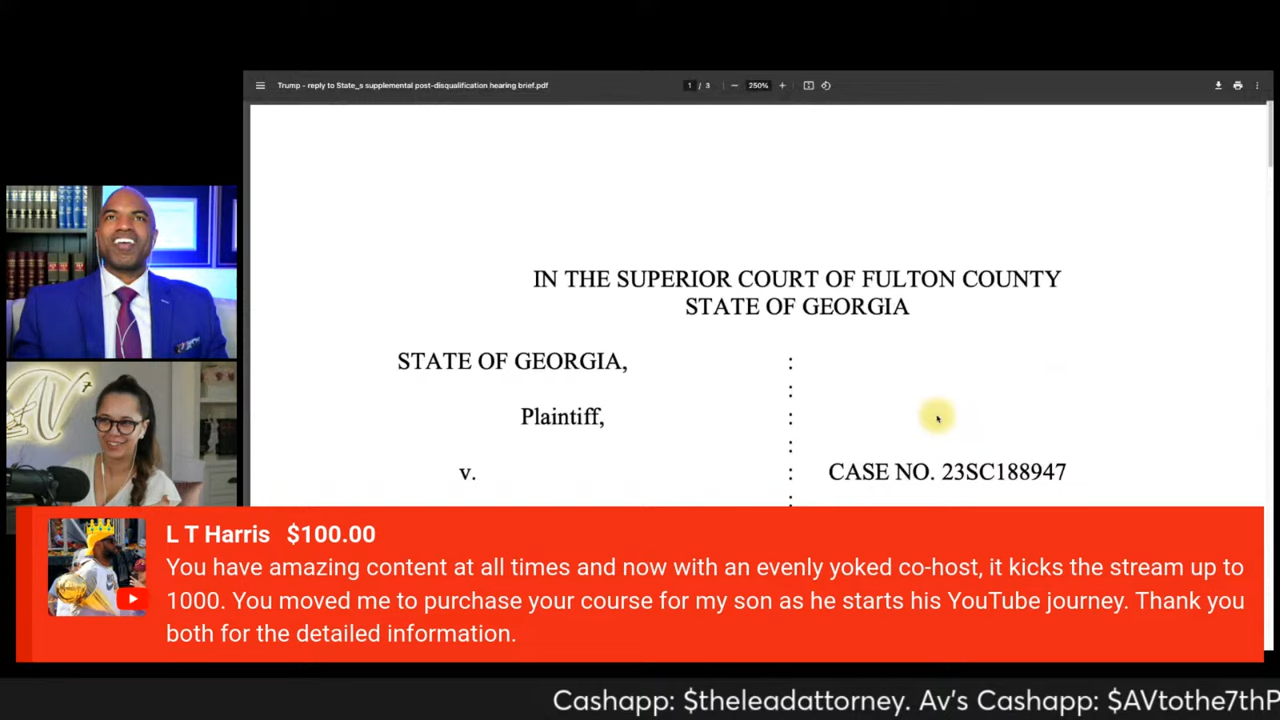 Trump - reply to State_s supplemental post-disqualification hearing brief.pdf
1 / 3
250%
IN THE SUPERIOR COURT OF FULTON COUNTY
STATE OF GEORGIA
STATE OF GEORGIA, :
:
Plaintiff, :
:
v. : CASE NO. 23SC188947
:
AV7
L T Harris $100.00
You have amazing content at all times and now with an evenly yoked co-host, it kicks the stream up to
1000. You moved me to purchase your course for my son as he starts his YouTube journey. Thank you
both for the detailed information.
Cashapp: $theleadattorney. Av's Cashapp: $AVtothe7thP